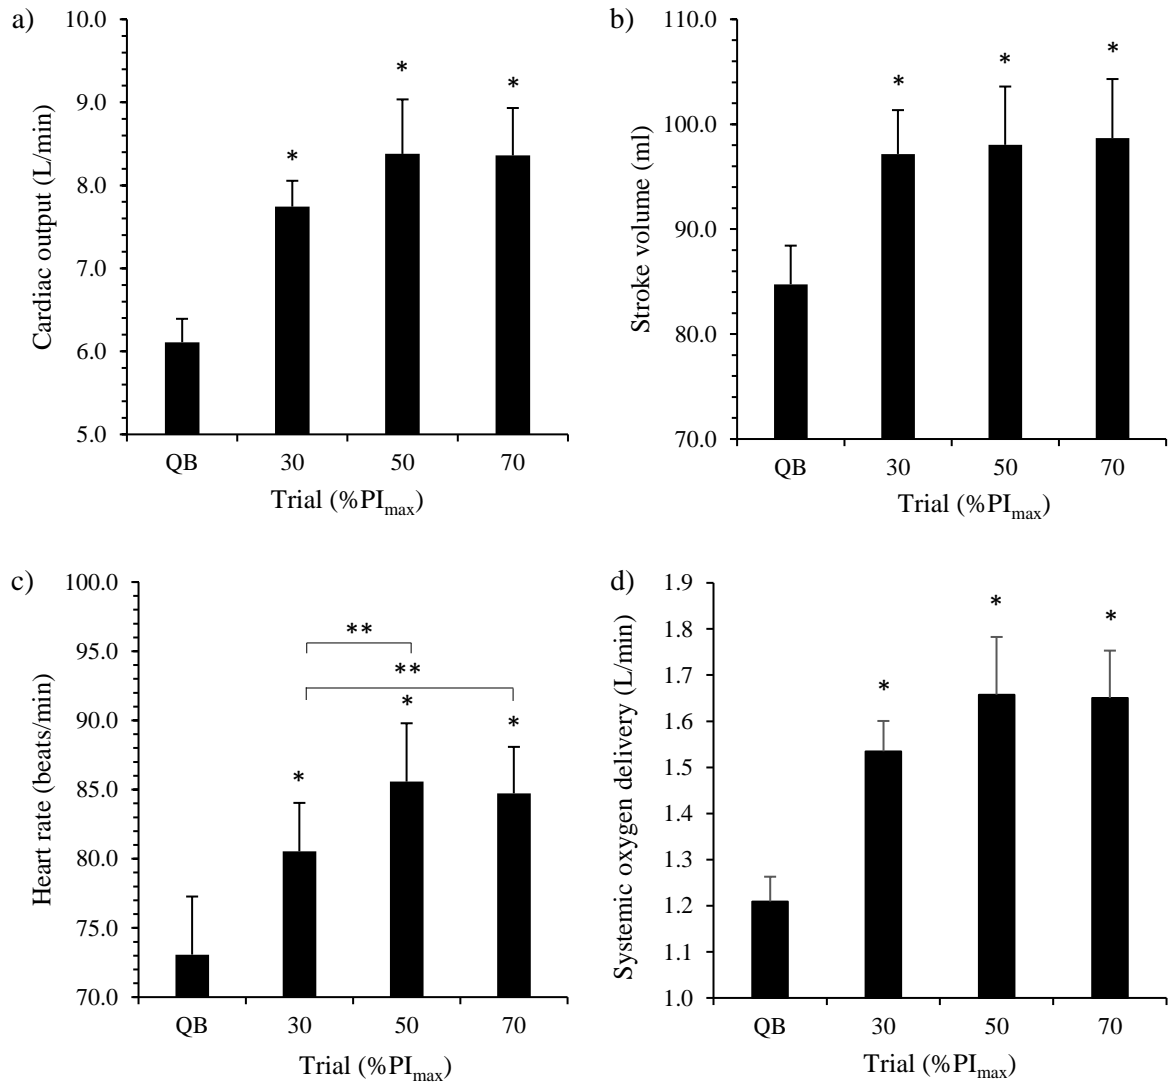 a)
Cardiac output (L/min)
10.0
9.0
8.0
7.0
6.0
5.0
*
*
*
QB 30 50 70
Trial (%PImax)
b)
Stroke volume (ml)
110.0
100.0
90.0
80.0
70.0
*
*
*
QB 30 50 70
Trial (%PImax)
c)
Heart rate (beats/min)
100.0
95.0
90.0
85.0
80.0
75.0
70.0
**
**
*
*
*
QB 30 50 70
Trial (%PImax)
d)
Systemic oxygen delivery (L/min)
1.9
1.8
1.7
1.6
1.5
1.4
1.3
1.2
1.1
1.0
*
*
*
QB 30 50 70
Trial (%PImax)